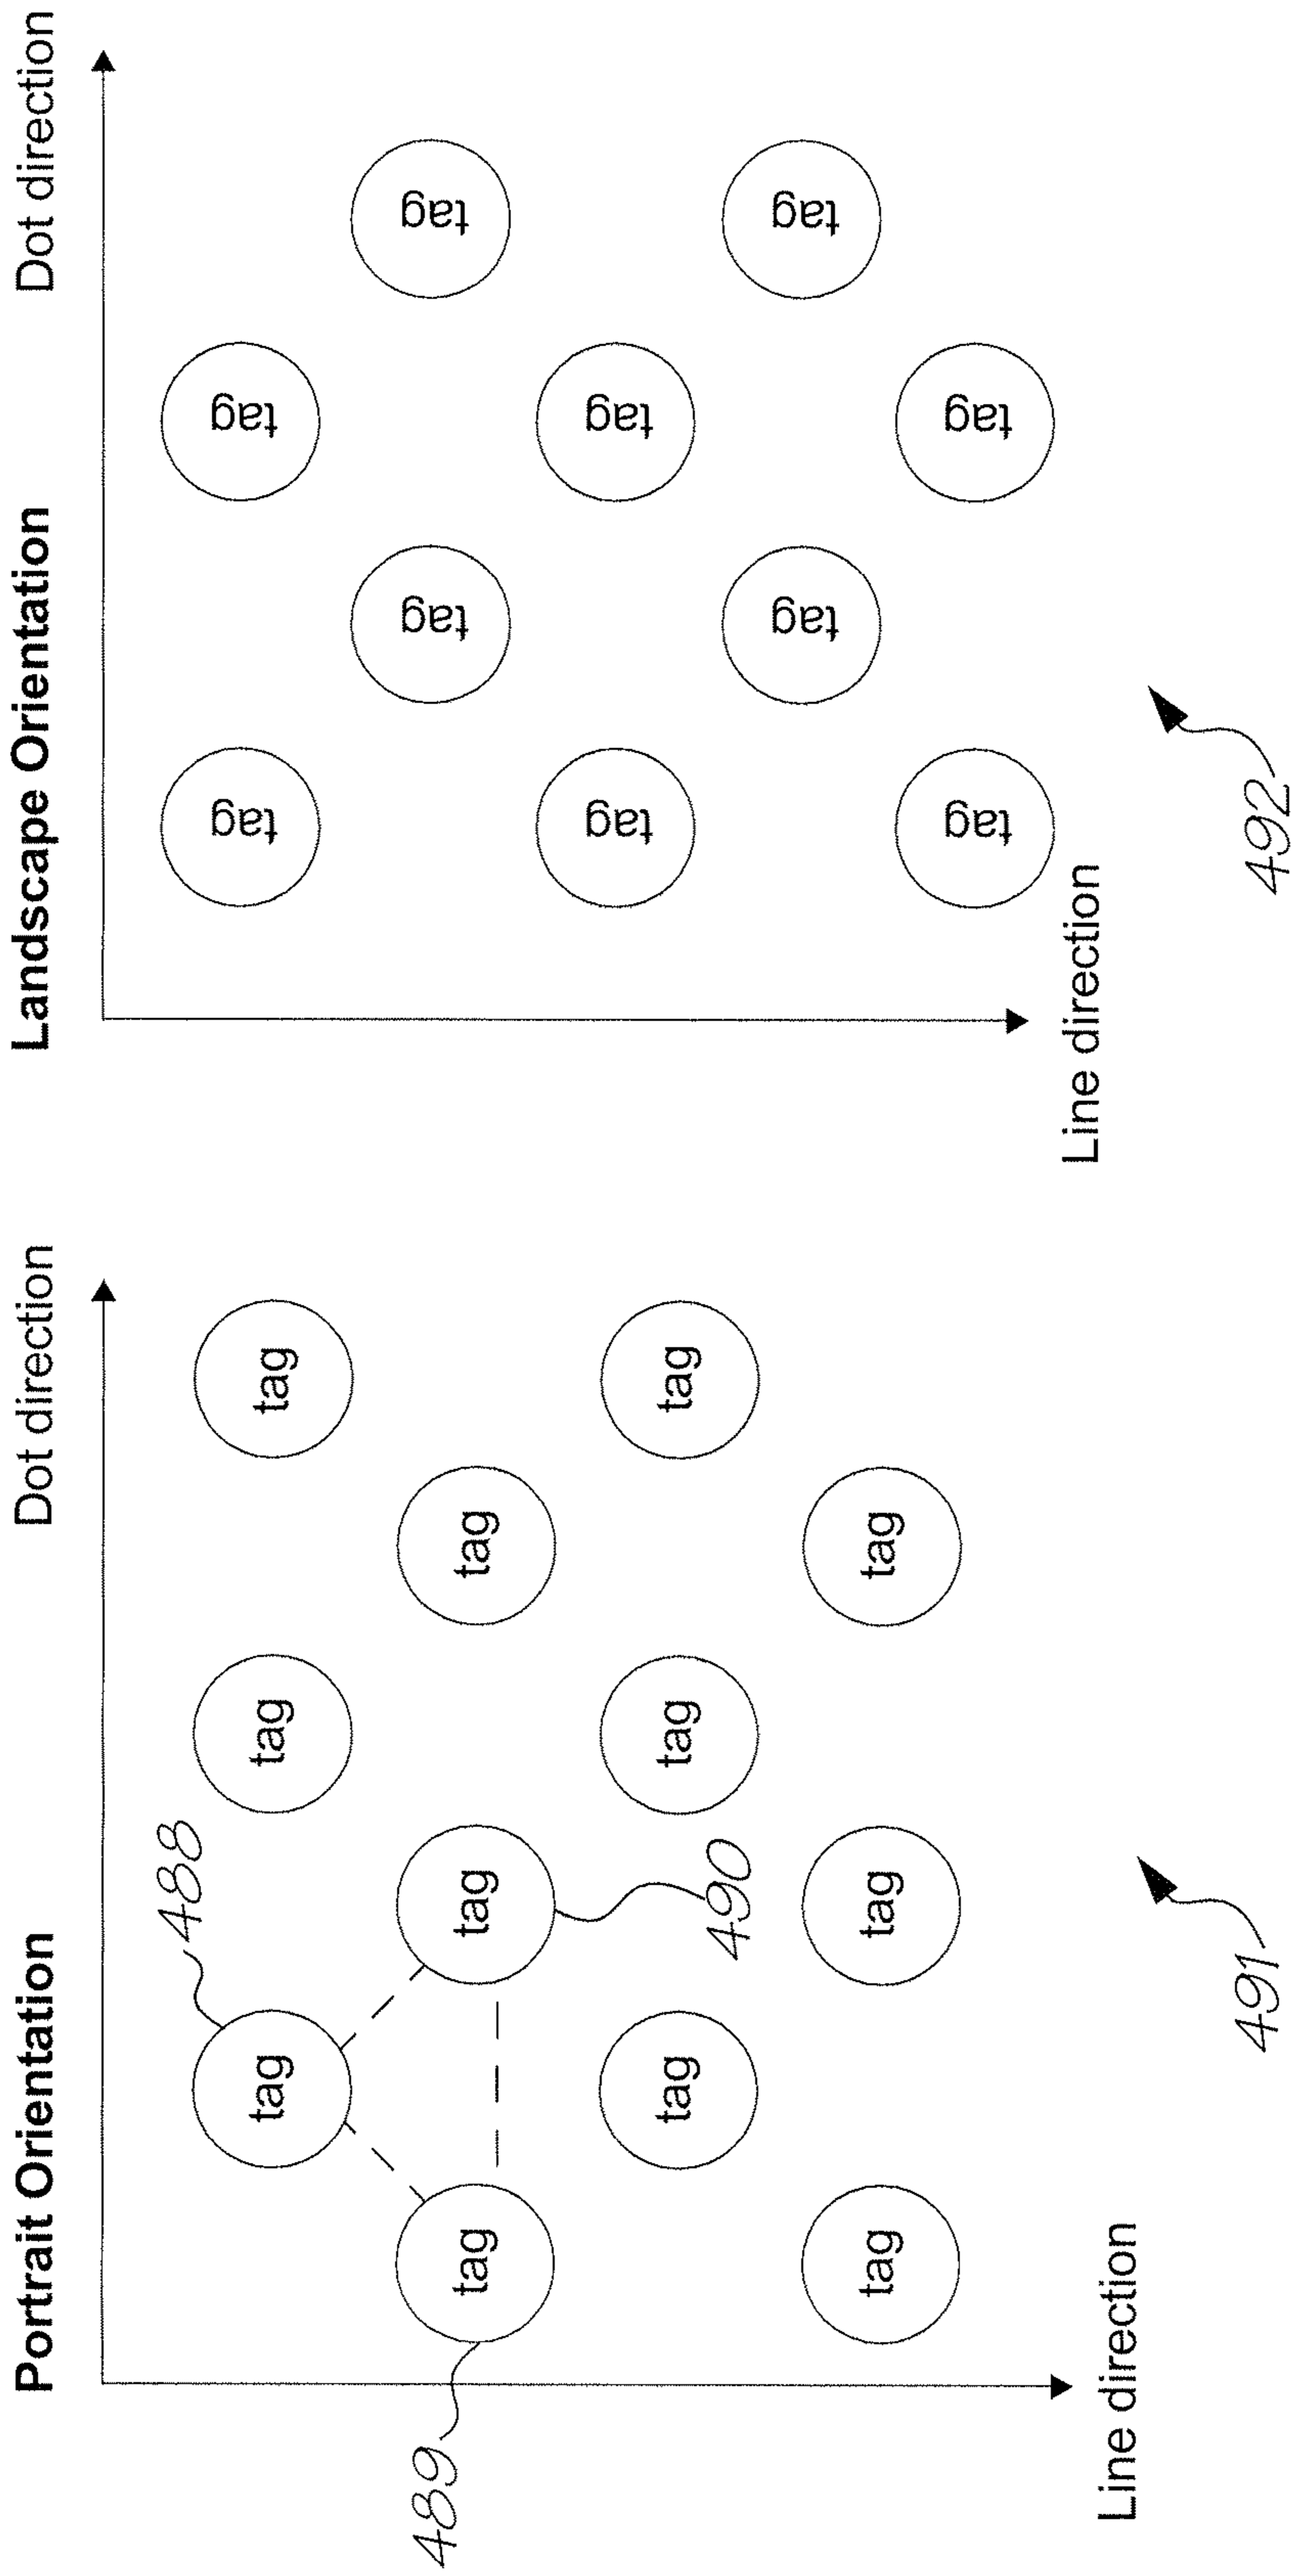 Portrait Orientation
Dot direction
488
tag tag tag
489
tag tag tag
490
tag tag tag
tag tag tag
Line direction
491
Landscape Orientation
Dot direction
tag tag
tag tag
tag tag
tag tag
tag tag
Line direction
492